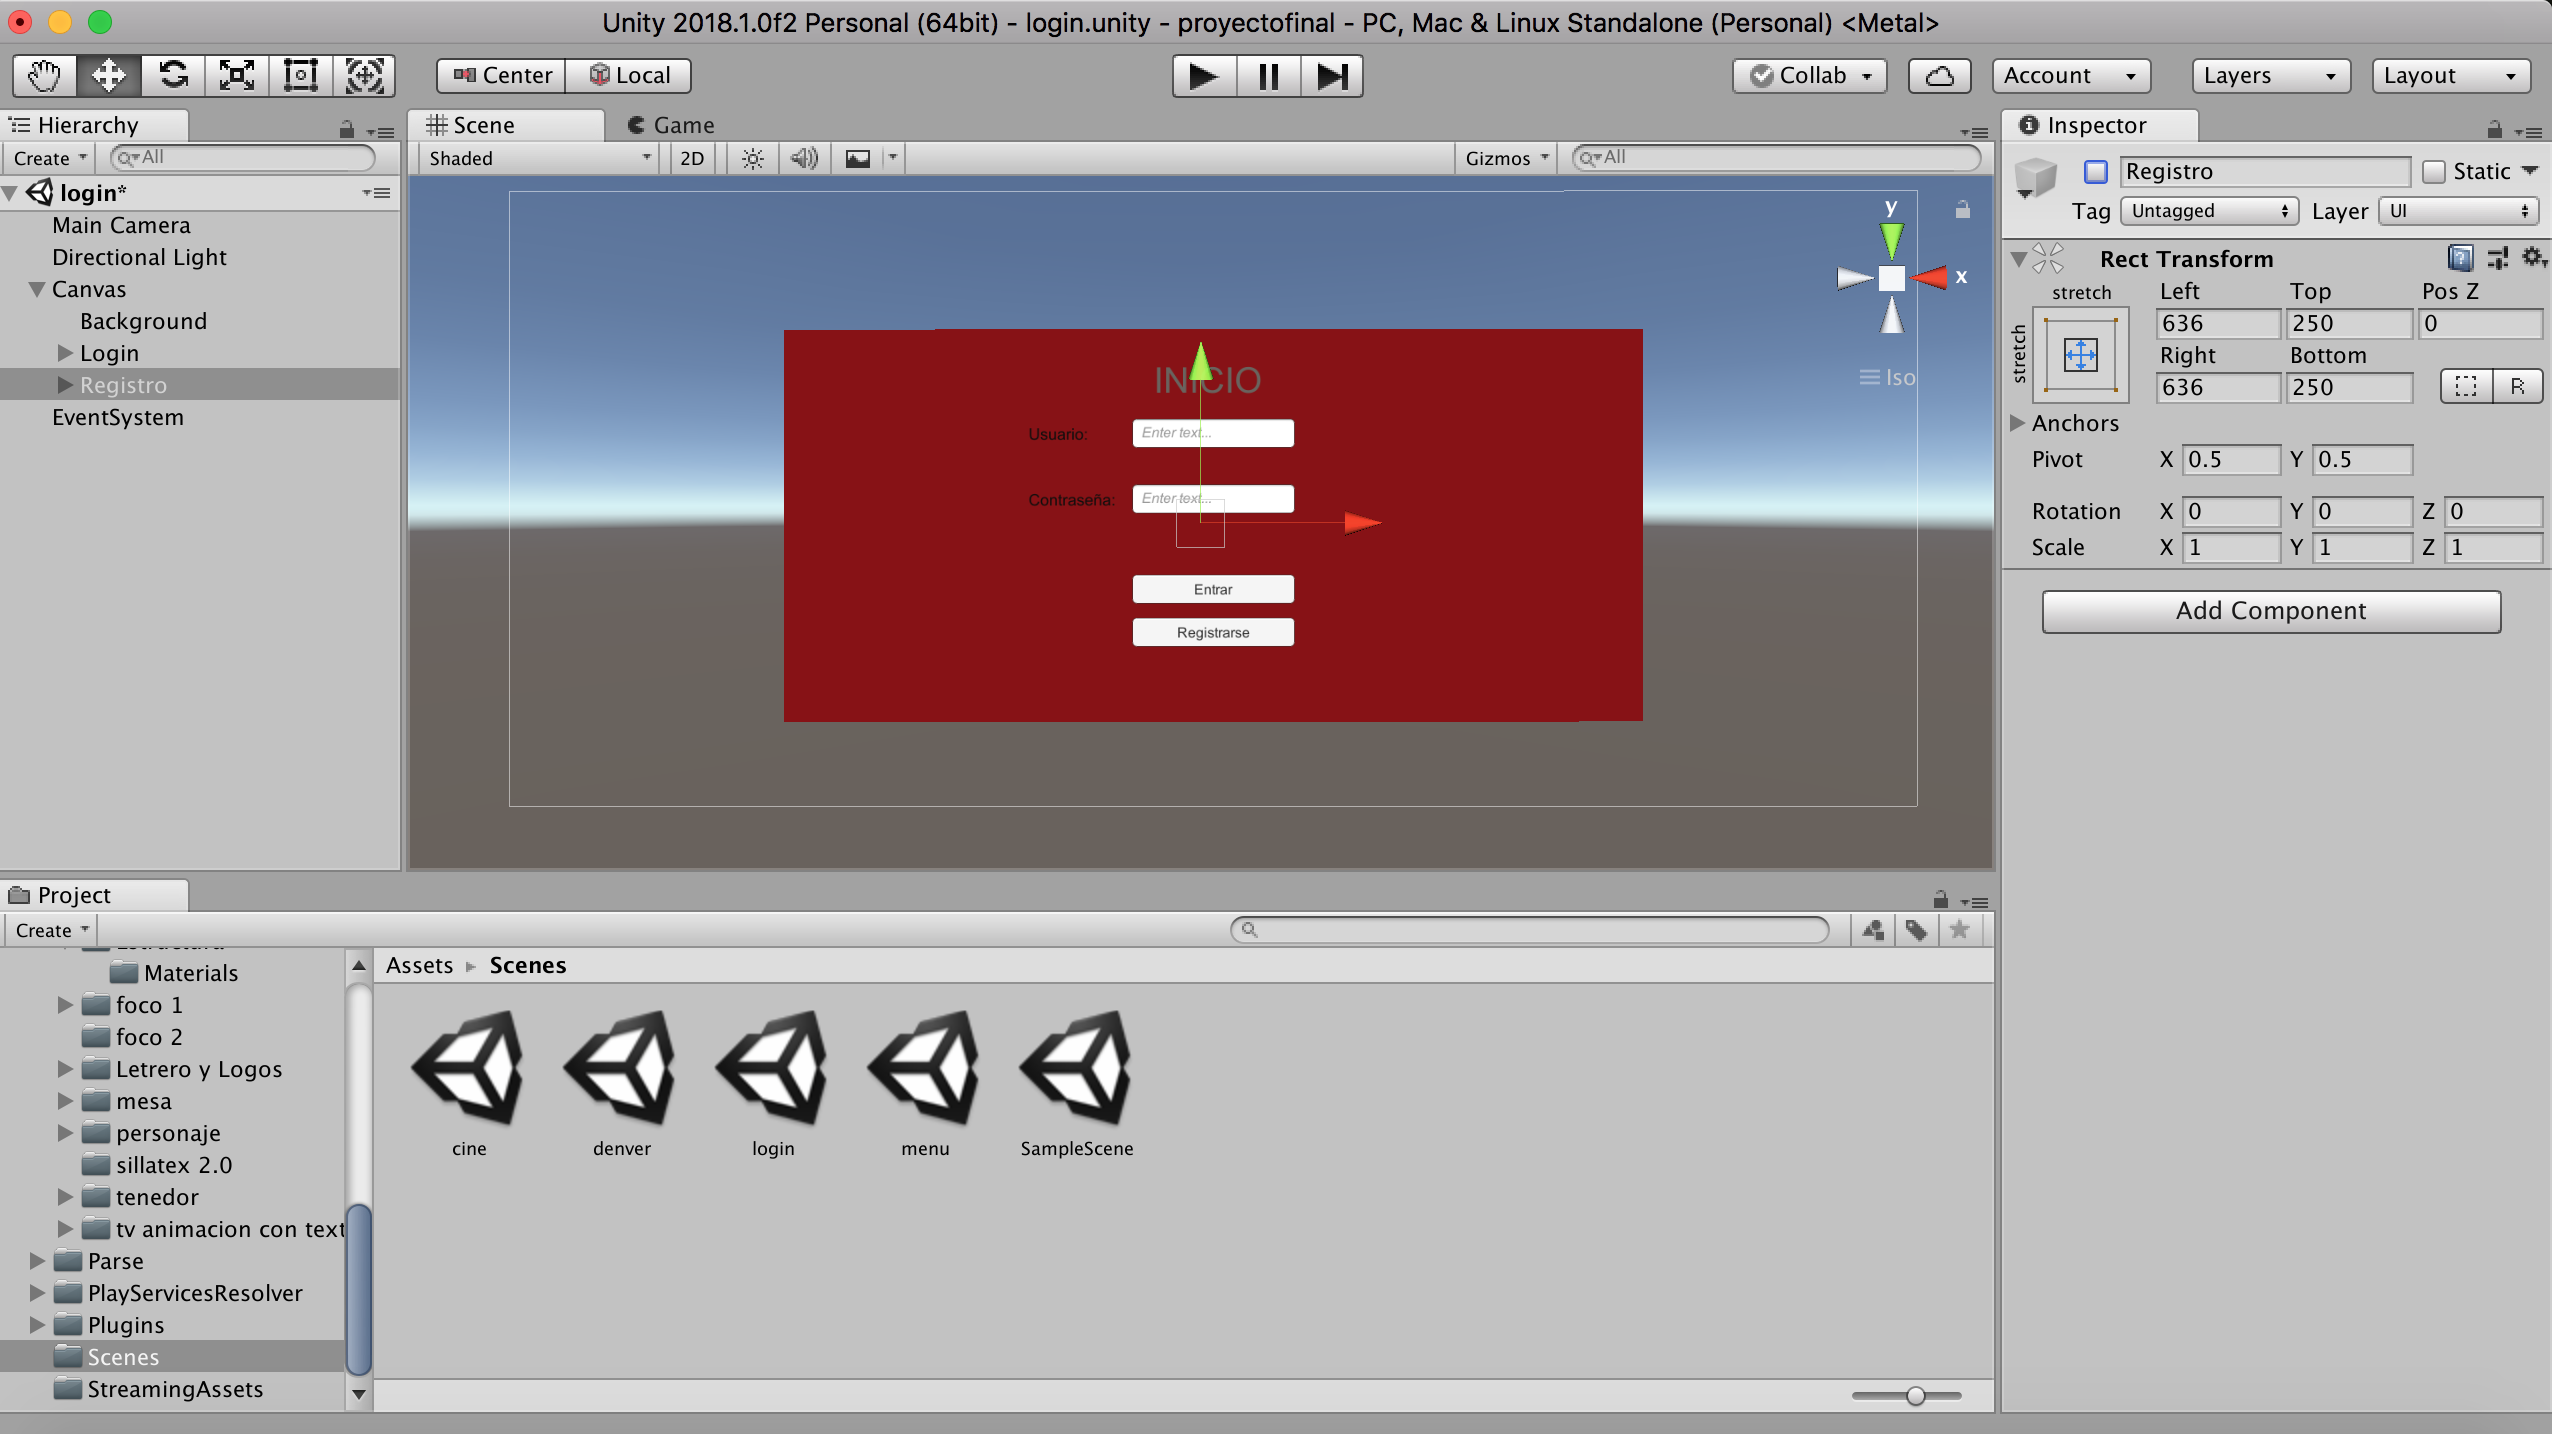 Unity 2018.1.0f2 Personal (64bit) - login.unity - proyectofinal - PC, Mac & Linux Standalone (Personal) <Metal>
Center Local Collab Account Layers Layout
Hierarchy
Create All
login*
Main Camera
Directional Light
Canvas
Background
Login
Registro
EventSystem
Scene Game
Shaded 2D Gizmos All
y
x
Iso
INICIO
Usuario: Enter text...
Contraseña: Enter text...
Entrar
Registrarse
Inspector
Registro Static
Tag Untagged Layer UI
Rect Transform
stretch Left Top Pos Z
stretch 636 250 0
Right Bottom
636 250 R
Anchors
Pivot X 0.5 Y 0.5
Rotation X 0 Y 0 Z 0
Scale X 1 Y 1 Z 1
Add Component
Project
Create
Materials
foco 1
foco 2
Letrero y Logos
mesa
personaje
sillatex 2.0
tenedor
tv animacion con text
Parse
PlayServicesResolver
Plugins
Scenes
StreamingAssets
Assets Scenes
cine denver login menu SampleScene